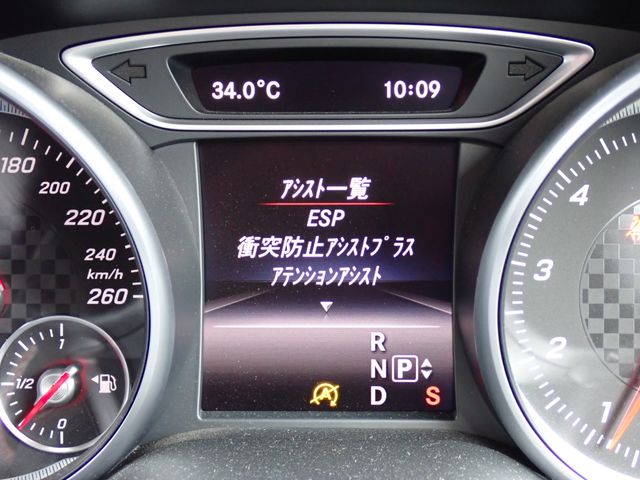 34.0°C 10:09
アシスト一覧
ESP
衝突防止アシストプラス
アテンションアシスト
R
N P
D S
180
200
220
240
km/h
260
1
1/2
0
4
3
2
1